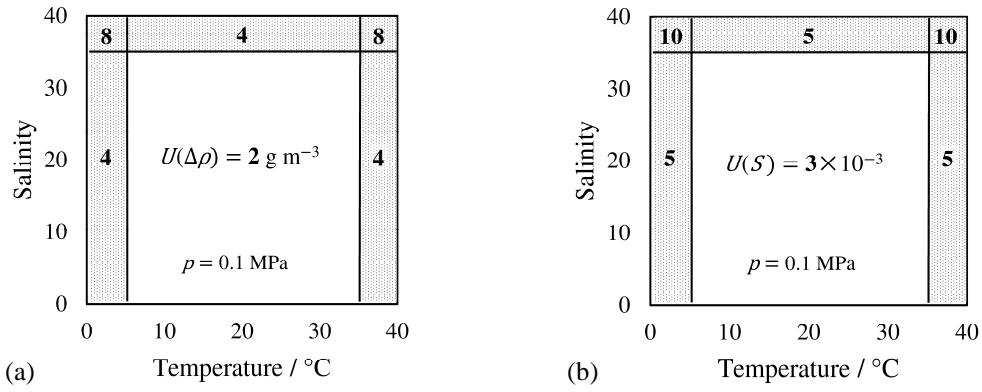 40
8 4 8
30
4 U(Δρ) = 2 g m⁻³ 4
20
10
p = 0.1 MPa
0
0 10 20 30 40
Salinity
Temperature / °C
(a)
40
10 5 10
30
5 U(S) = 3×10⁻³ 5
20
10
p = 0.1 MPa
0
0 10 20 30 40
Salinity
Temperature / °C
(b)